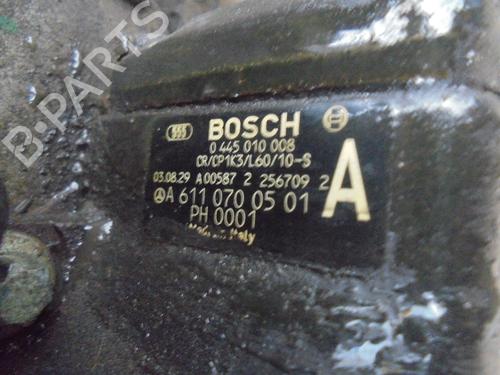 B-PARTS
BOSCH
0 445 010 008
CR/CP1K3/L60/10-S
03.08.29 A00587 2 256709 2
A 611 070 05 01
PH 0001
Made in Italy
A